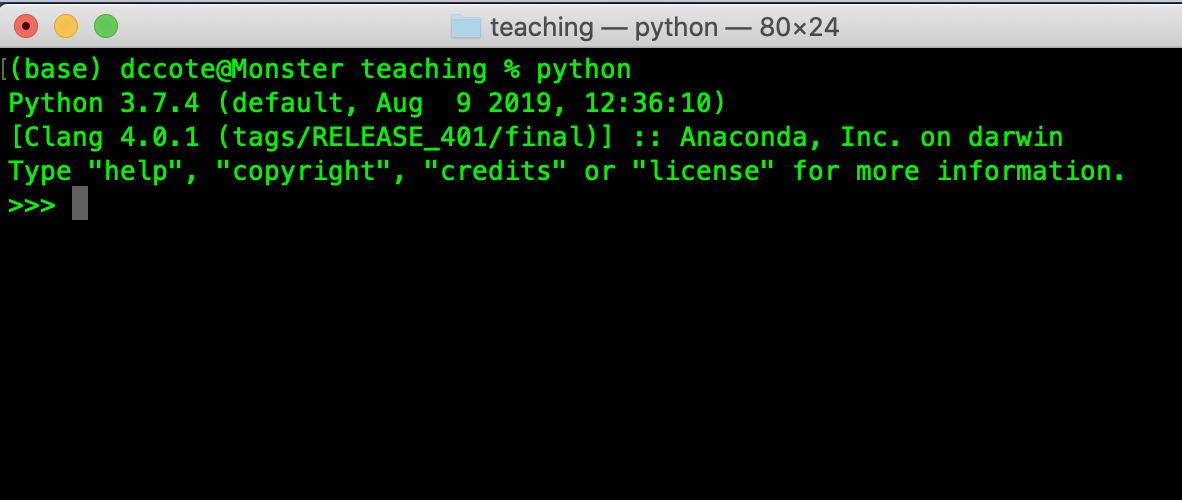 teaching — python — 80×24
(base) dccote@Monster teaching % python
Python 3.7.4 (default, Aug  9 2019, 12:36:10)
[Clang 4.0.1 (tags/RELEASE_401/final)] :: Anaconda, Inc. on darwin
Type "help", "copyright", "credits" or "license" for more information.
>>>